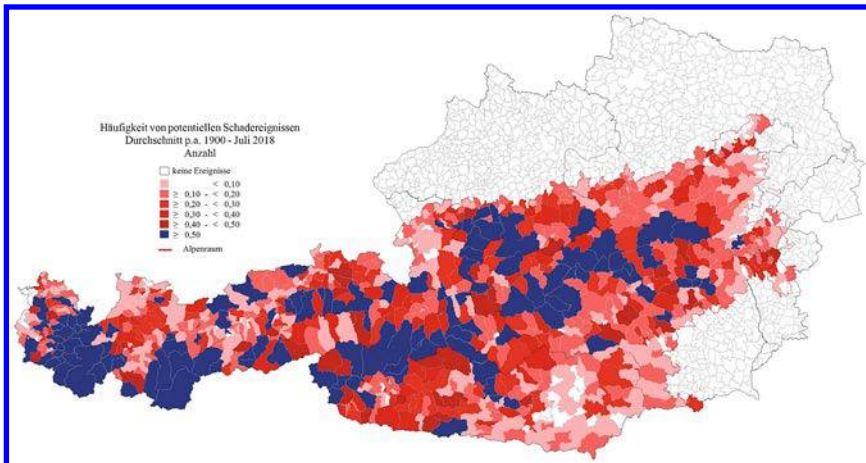 Häufigkeit von potentiellen Schadereignissen
Durchschnitt p.a. 1900 - Juli 2018
Anzahl
keine Ereignisse
< 0,10
≥ 0,10 - < 0,20
≥ 0,20 - < 0,30
≥ 0,30 - < 0,40
≥ 0,40 - < 0,50
≥ 0,50
Alpenraum